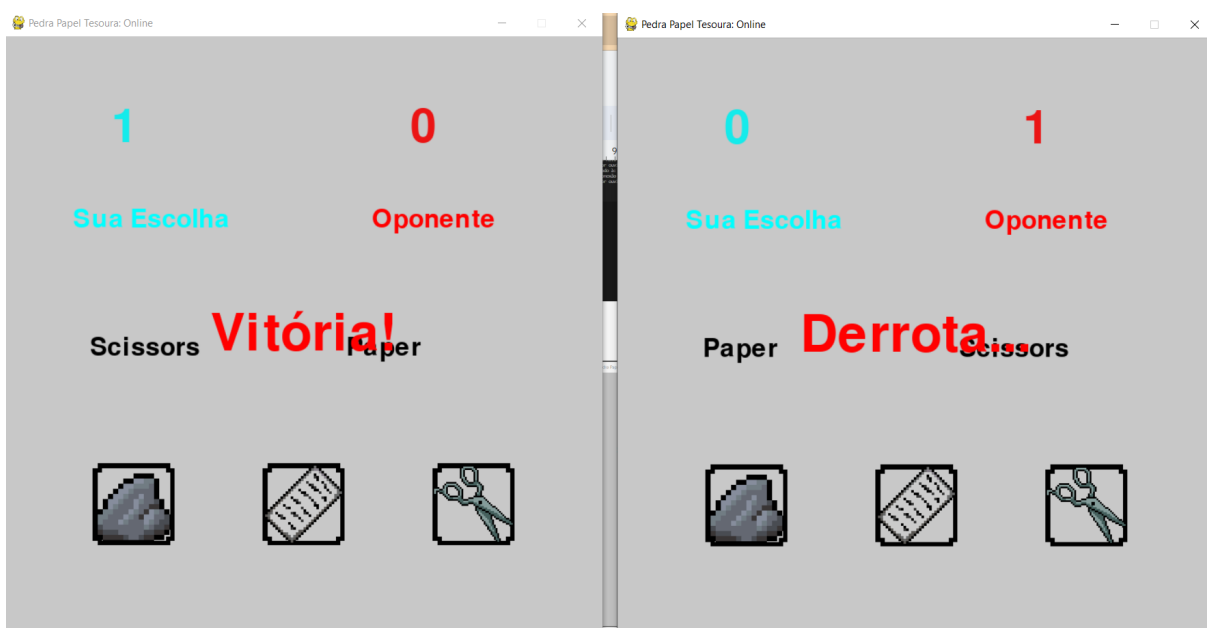 Pedra Papel Tesoura: Online
1 0
Sua Escolha Oponente
Vitória!
Scissors Paper
Pedra Papel Tesoura: Online
0 1
Sua Escolha Oponente
Derrota...
Paper Scissors